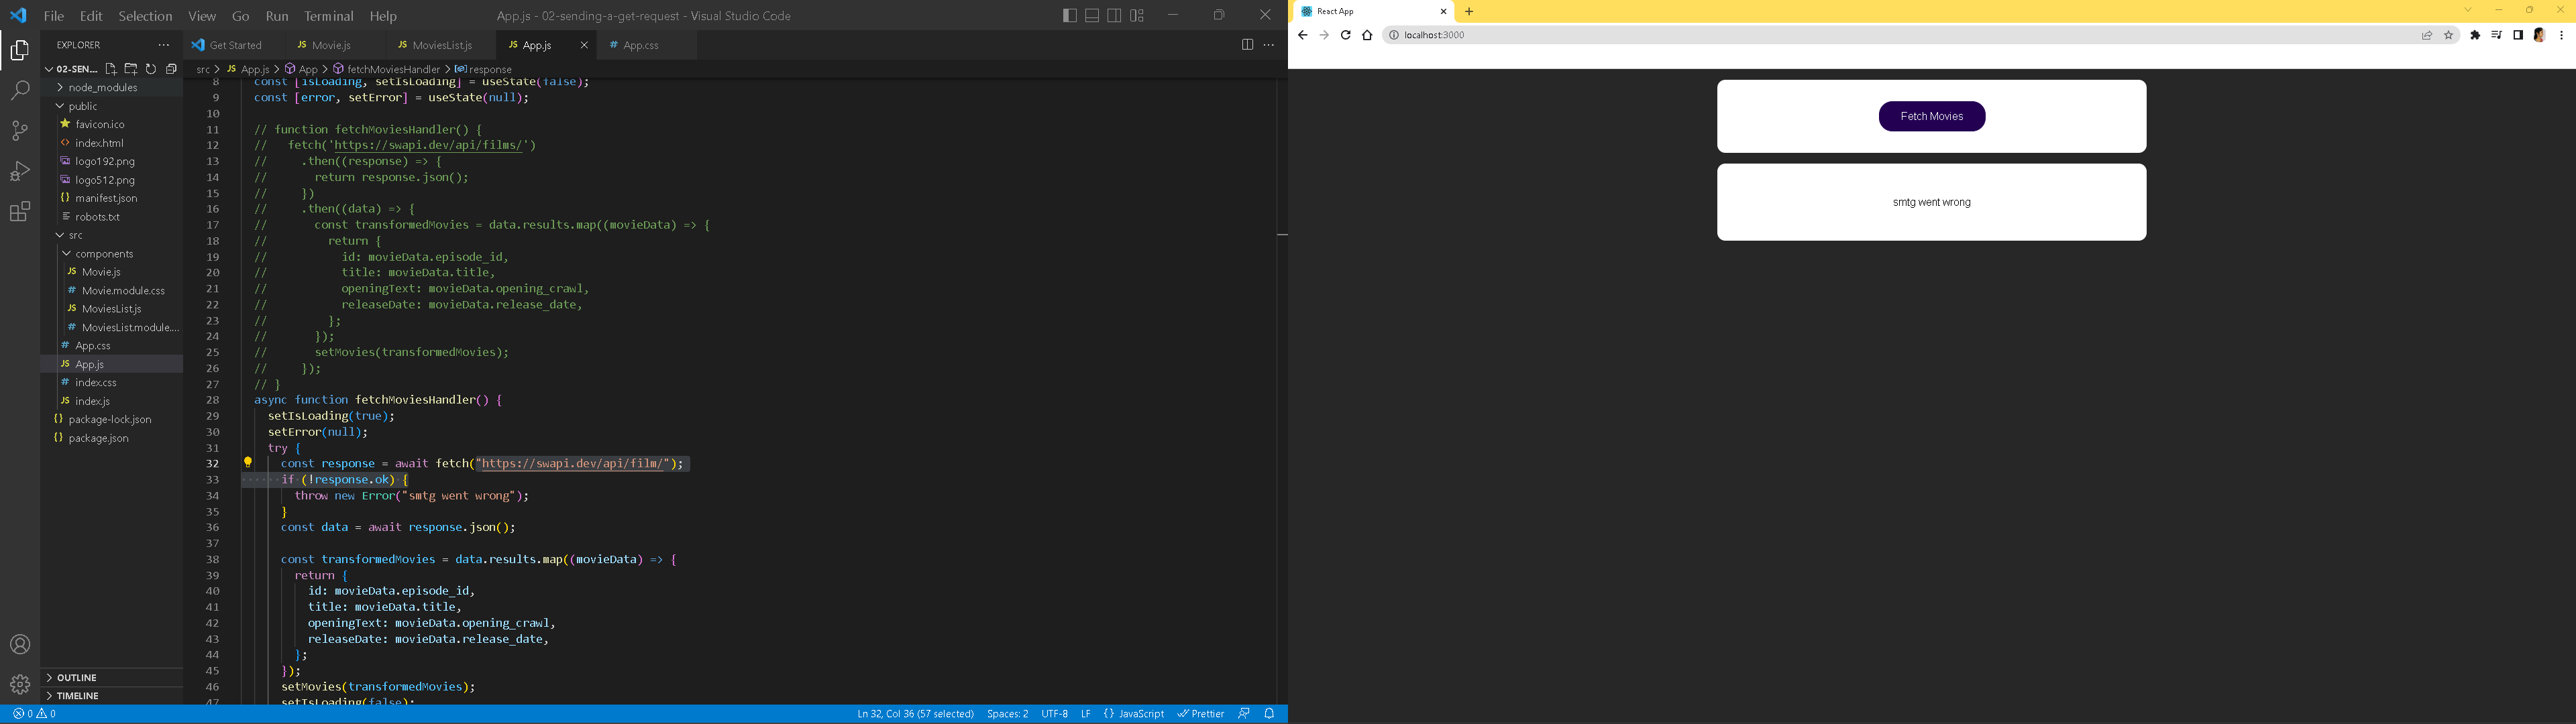 File Edit Selection View Go Run Terminal Help
App.js - 02-sending-a-get-request - Visual Studio Code
EXPLORER
02-SEN...
node_modules
public
favicon.ico
index.html
logo192.png
logo512.png
manifest.json
robots.txt
src
components
Movie.js
Movie.module.css
MoviesList.js
MoviesList.module....
App.css
App.js
index.css
index.js
package-lock.json
package.json
OUTLINE
TIMELINE
Get Started Movie.js MoviesList.js App.js App.css
src > App.js > App > fetchMoviesHandler > response
8 const [isLoading, setIsLoading] = useState(false);
9 const [error, setError] = useState(null);
10
11 // function fetchMoviesHandler() {
12 //   fetch('https://swapi.dev/api/films/')
13 //     .then((response) => {
14 //       return response.json();
15 //     })
16 //     .then((data) => {
17 //       const transformedMovies = data.results.map((movieData) => {
18 //         return {
19 //           id: movieData.episode_id,
20 //           title: movieData.title,
21 //           openingText: movieData.opening_crawl,
22 //           releaseDate: movieData.release_date,
23 //         };
24 //       });
25 //       setMovies(transformedMovies);
26 //     });
27 // }
28 async function fetchMoviesHandler() {
29   setIsLoading(true);
30   setError(null);
31   try {
32     const response = await fetch("https://swapi.dev/api/film/");
33     if (!response.ok) {
34       throw new Error("smtg went wrong");
35     }
36     const data = await response.json();
37
38     const transformedMovies = data.results.map((movieData) => {
39       return {
40         id: movieData.episode_id,
41         title: movieData.title,
42         openingText: movieData.opening_crawl,
43         releaseDate: movieData.release_date,
44       };
45     });
46     setMovies(transformedMovies);
47     setIsLoading(false);
0 0 Ln 32, Col 36 (57 selected) Spaces: 2 UTF-8 LF {} JavaScript Prettier
React App
localhost:3000
Fetch Movies
smtg went wrong